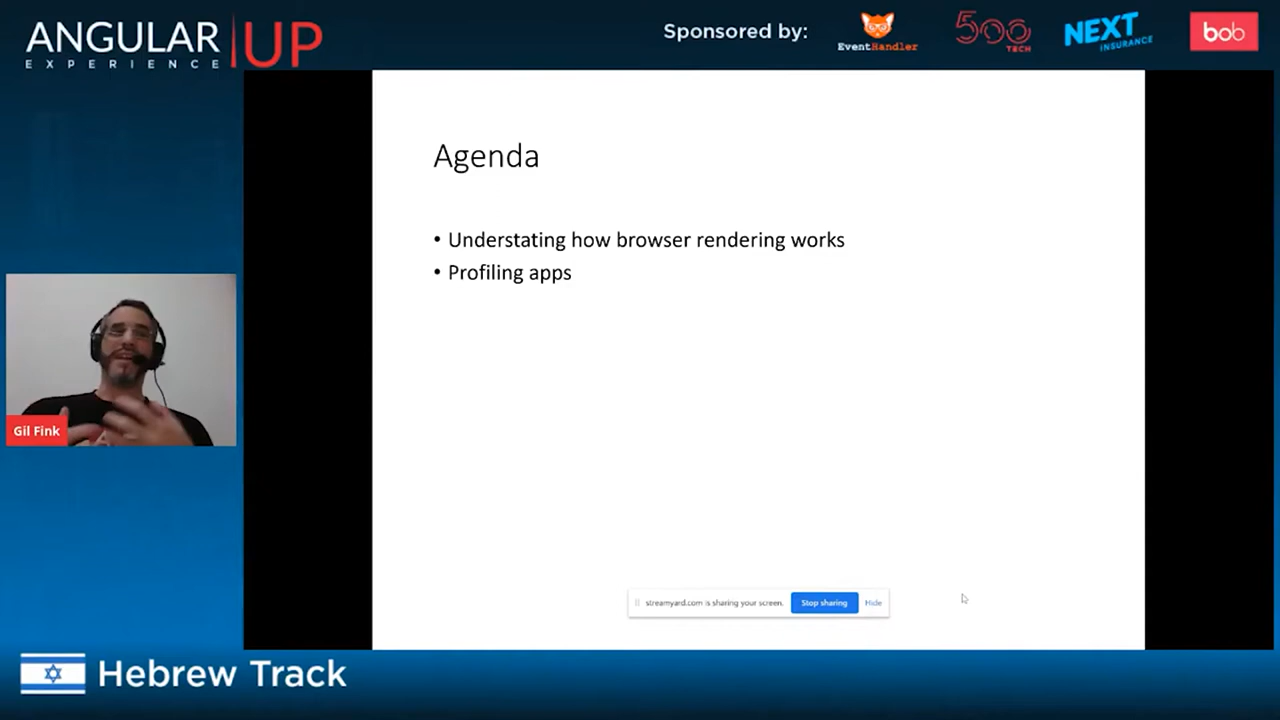 ANGULAR UP
EXPERIENCE
Sponsored by:
EventHandler
500
TECH
NEXT
INSURANCE
bob
Agenda
• Understating how browser rendering works
• Profiling apps
Gil Fink
streamyard.com is sharing your screen.
Stop sharing
Hide
Hebrew Track